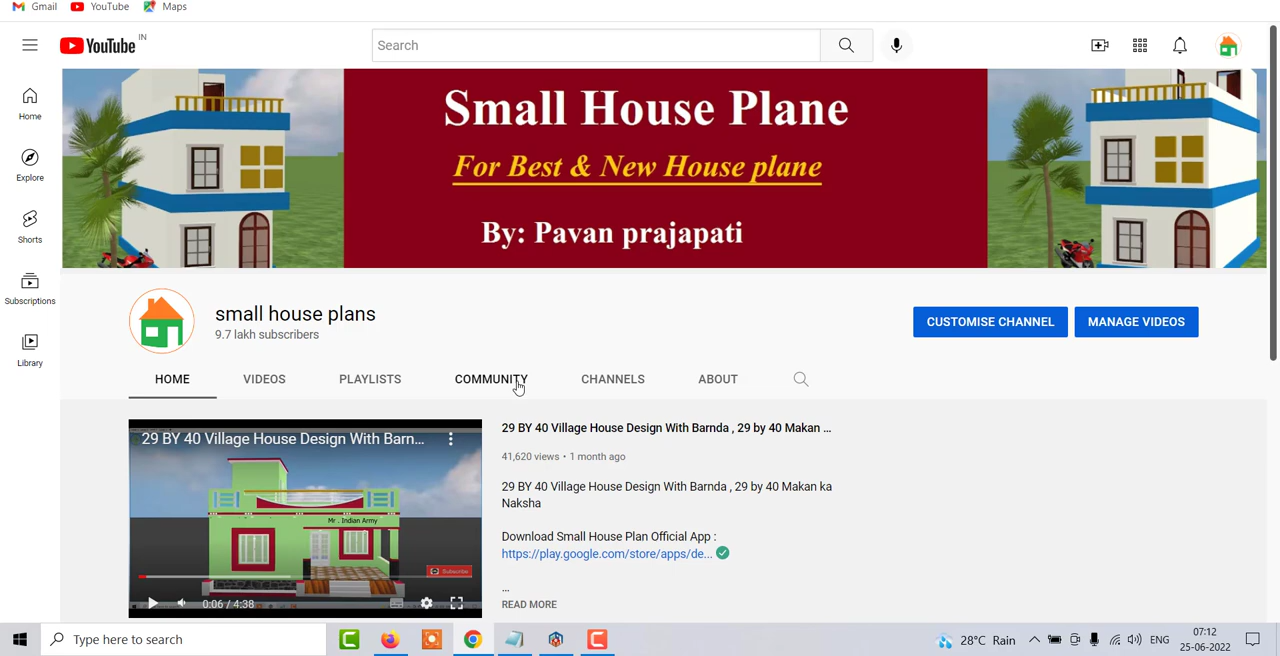 Gmail YouTube Maps
YouTube IN
Search
Home
Explore
Shorts
Subscriptions
Library
Small House Plane
For Best & New House plane
By: Pavan prajapati
small house plans
9.7 lakh subscribers
CUSTOMISE CHANNEL MANAGE VIDEOS
HOME VIDEOS PLAYLISTS COMMUNITY CHANNELS ABOUT
29 BY 40 Village House Design With Barn...
Mr . Indian Army
Subscribe
0:06 / 4:38
29 BY 40 Village House Design With Barnda , 29 by 40 Makan ...
41,620 views • 1 month ago
29 BY 40 Village House Design With Barnda , 29 by 40 Makan ka
Naksha
Download Small House Plan Official App :
https://play.google.com/store/apps/de...
...
READ MORE
Type here to search
28°C Rain
ENG
07:12
25-06-2022